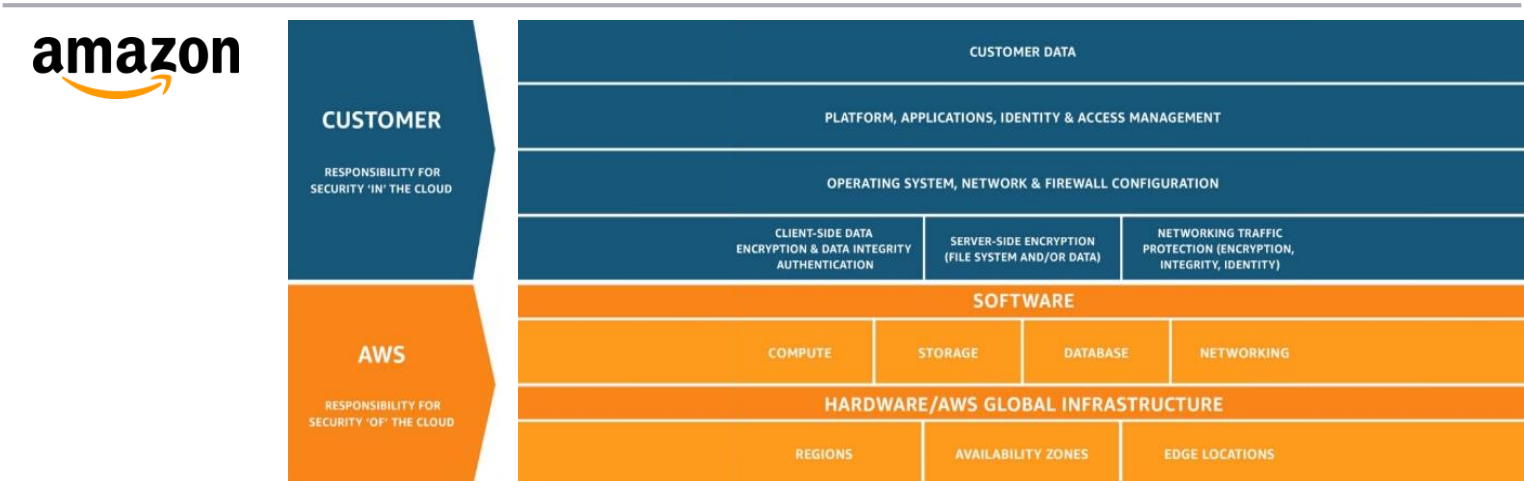 amazon
CUSTOMER
RESPONSIBILITY FOR
SECURITY ‘IN’ THE CLOUD
CUSTOMER DATA
PLATFORM, APPLICATIONS, IDENTITY & ACCESS MANAGEMENT
OPERATING SYSTEM, NETWORK & FIREWALL CONFIGURATION
CLIENT-SIDE DATA
ENCRYPTION & DATA INTEGRITY
AUTHENTICATION
SERVER-SIDE ENCRYPTION
(FILE SYSTEM AND/OR DATA)
NETWORKING TRAFFIC
PROTECTION (ENCRYPTION,
INTEGRITY, IDENTITY)
AWS
RESPONSIBILITY FOR
SECURITY ‘OF’ THE CLOUD
SOFTWARE
COMPUTE
STORAGE
DATABASE
NETWORKING
HARDWARE/AWS GLOBAL INFRASTRUCTURE
REGIONS
AVAILABILITY ZONES
EDGE LOCATIONS